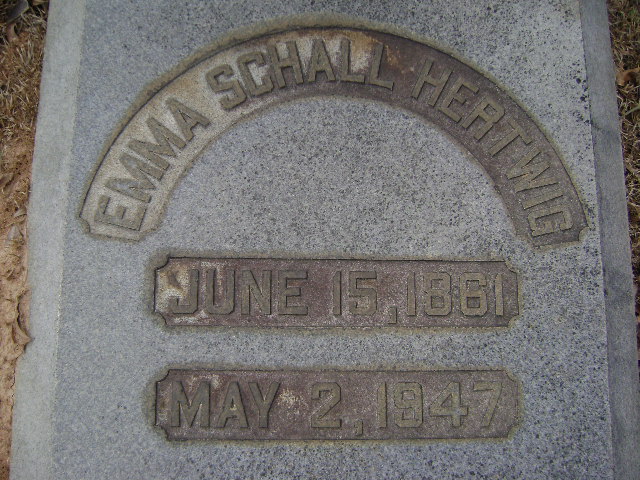 EMMA SCHALL HERTWIG
JUNE 15, 1861
MAY 2, 1947